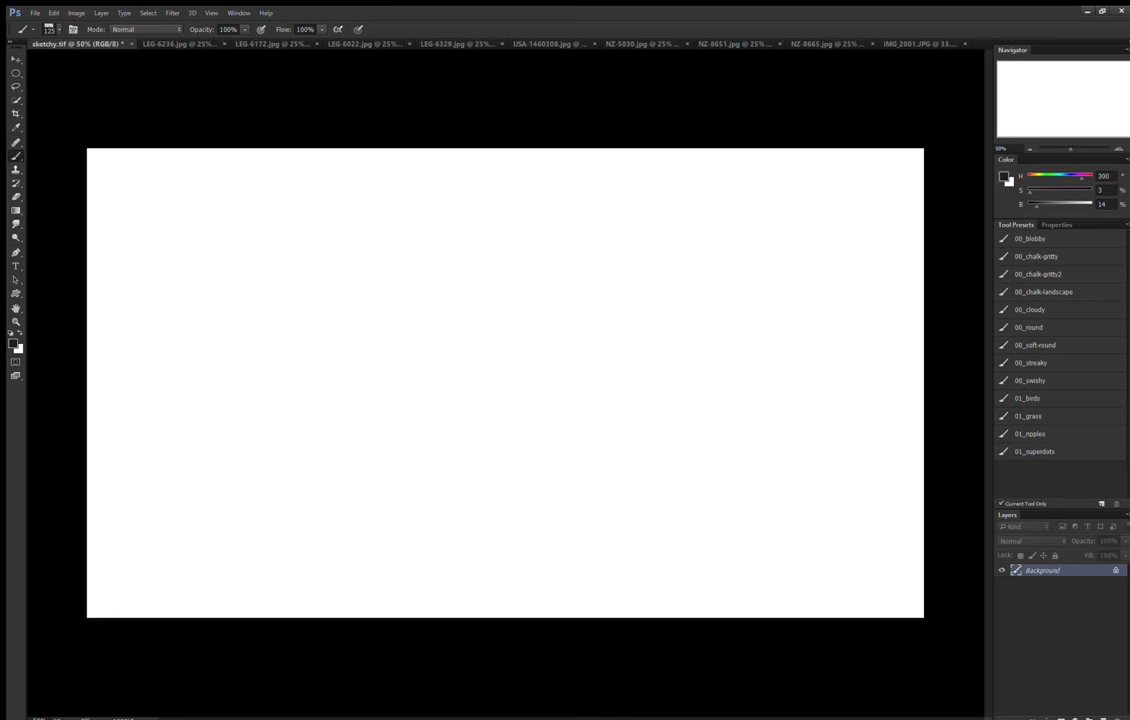 Ps File Edit Image Layer Type Select Filter 3D View Window Help
125 Mode: Normal Opacity: 100% Flow: 100%
sketchy.tif @ 50% (RGB/8) * × LEG-6236.jpg @ 25%... × LEG-6172.jpg @ 25%... × LEG-6022.jpg @ 25%... × LEG-6329.jpg @ 25%... × USA-1460308.jpg @ ... × NZ-5030.jpg @ 25% ... × NZ-8651.jpg @ 25% ... × NZ-8665.jpg @ 25% ... × IMG_2001.JPG @ 33.... ×
Navigator
50%
Color
H 300 °
S 3 %
B 14 %
Tool Presets Properties
00_blobby
00_chalk-gritty
00_chalk-gritty2
00_chalk-landscape
00_cloudy
00_round
00_soft-round
00_streaky
00_swishy
01_birds
01_grass
01_ripples
01_superdots
Current Tool Only
Layers
Kind
Normal Opacity: 100%
Lock: Fill: 100%
Background